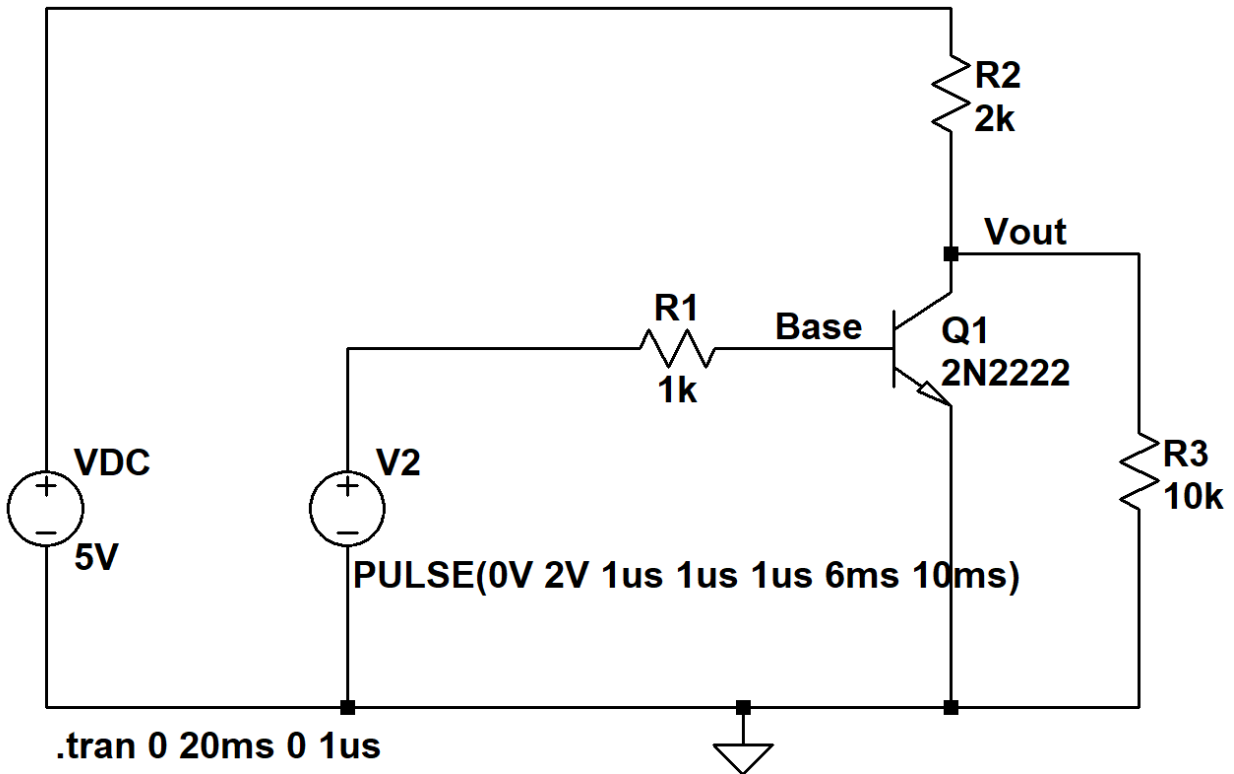 R2
2k
Vout
R1
Base
Q1
1k
2N2222
VDC
V2
R3
10k
+
+
5V
PULSE(0V 2V 1us 1us 1us 6ms 10ms)
.tran 0 20ms 0 1us